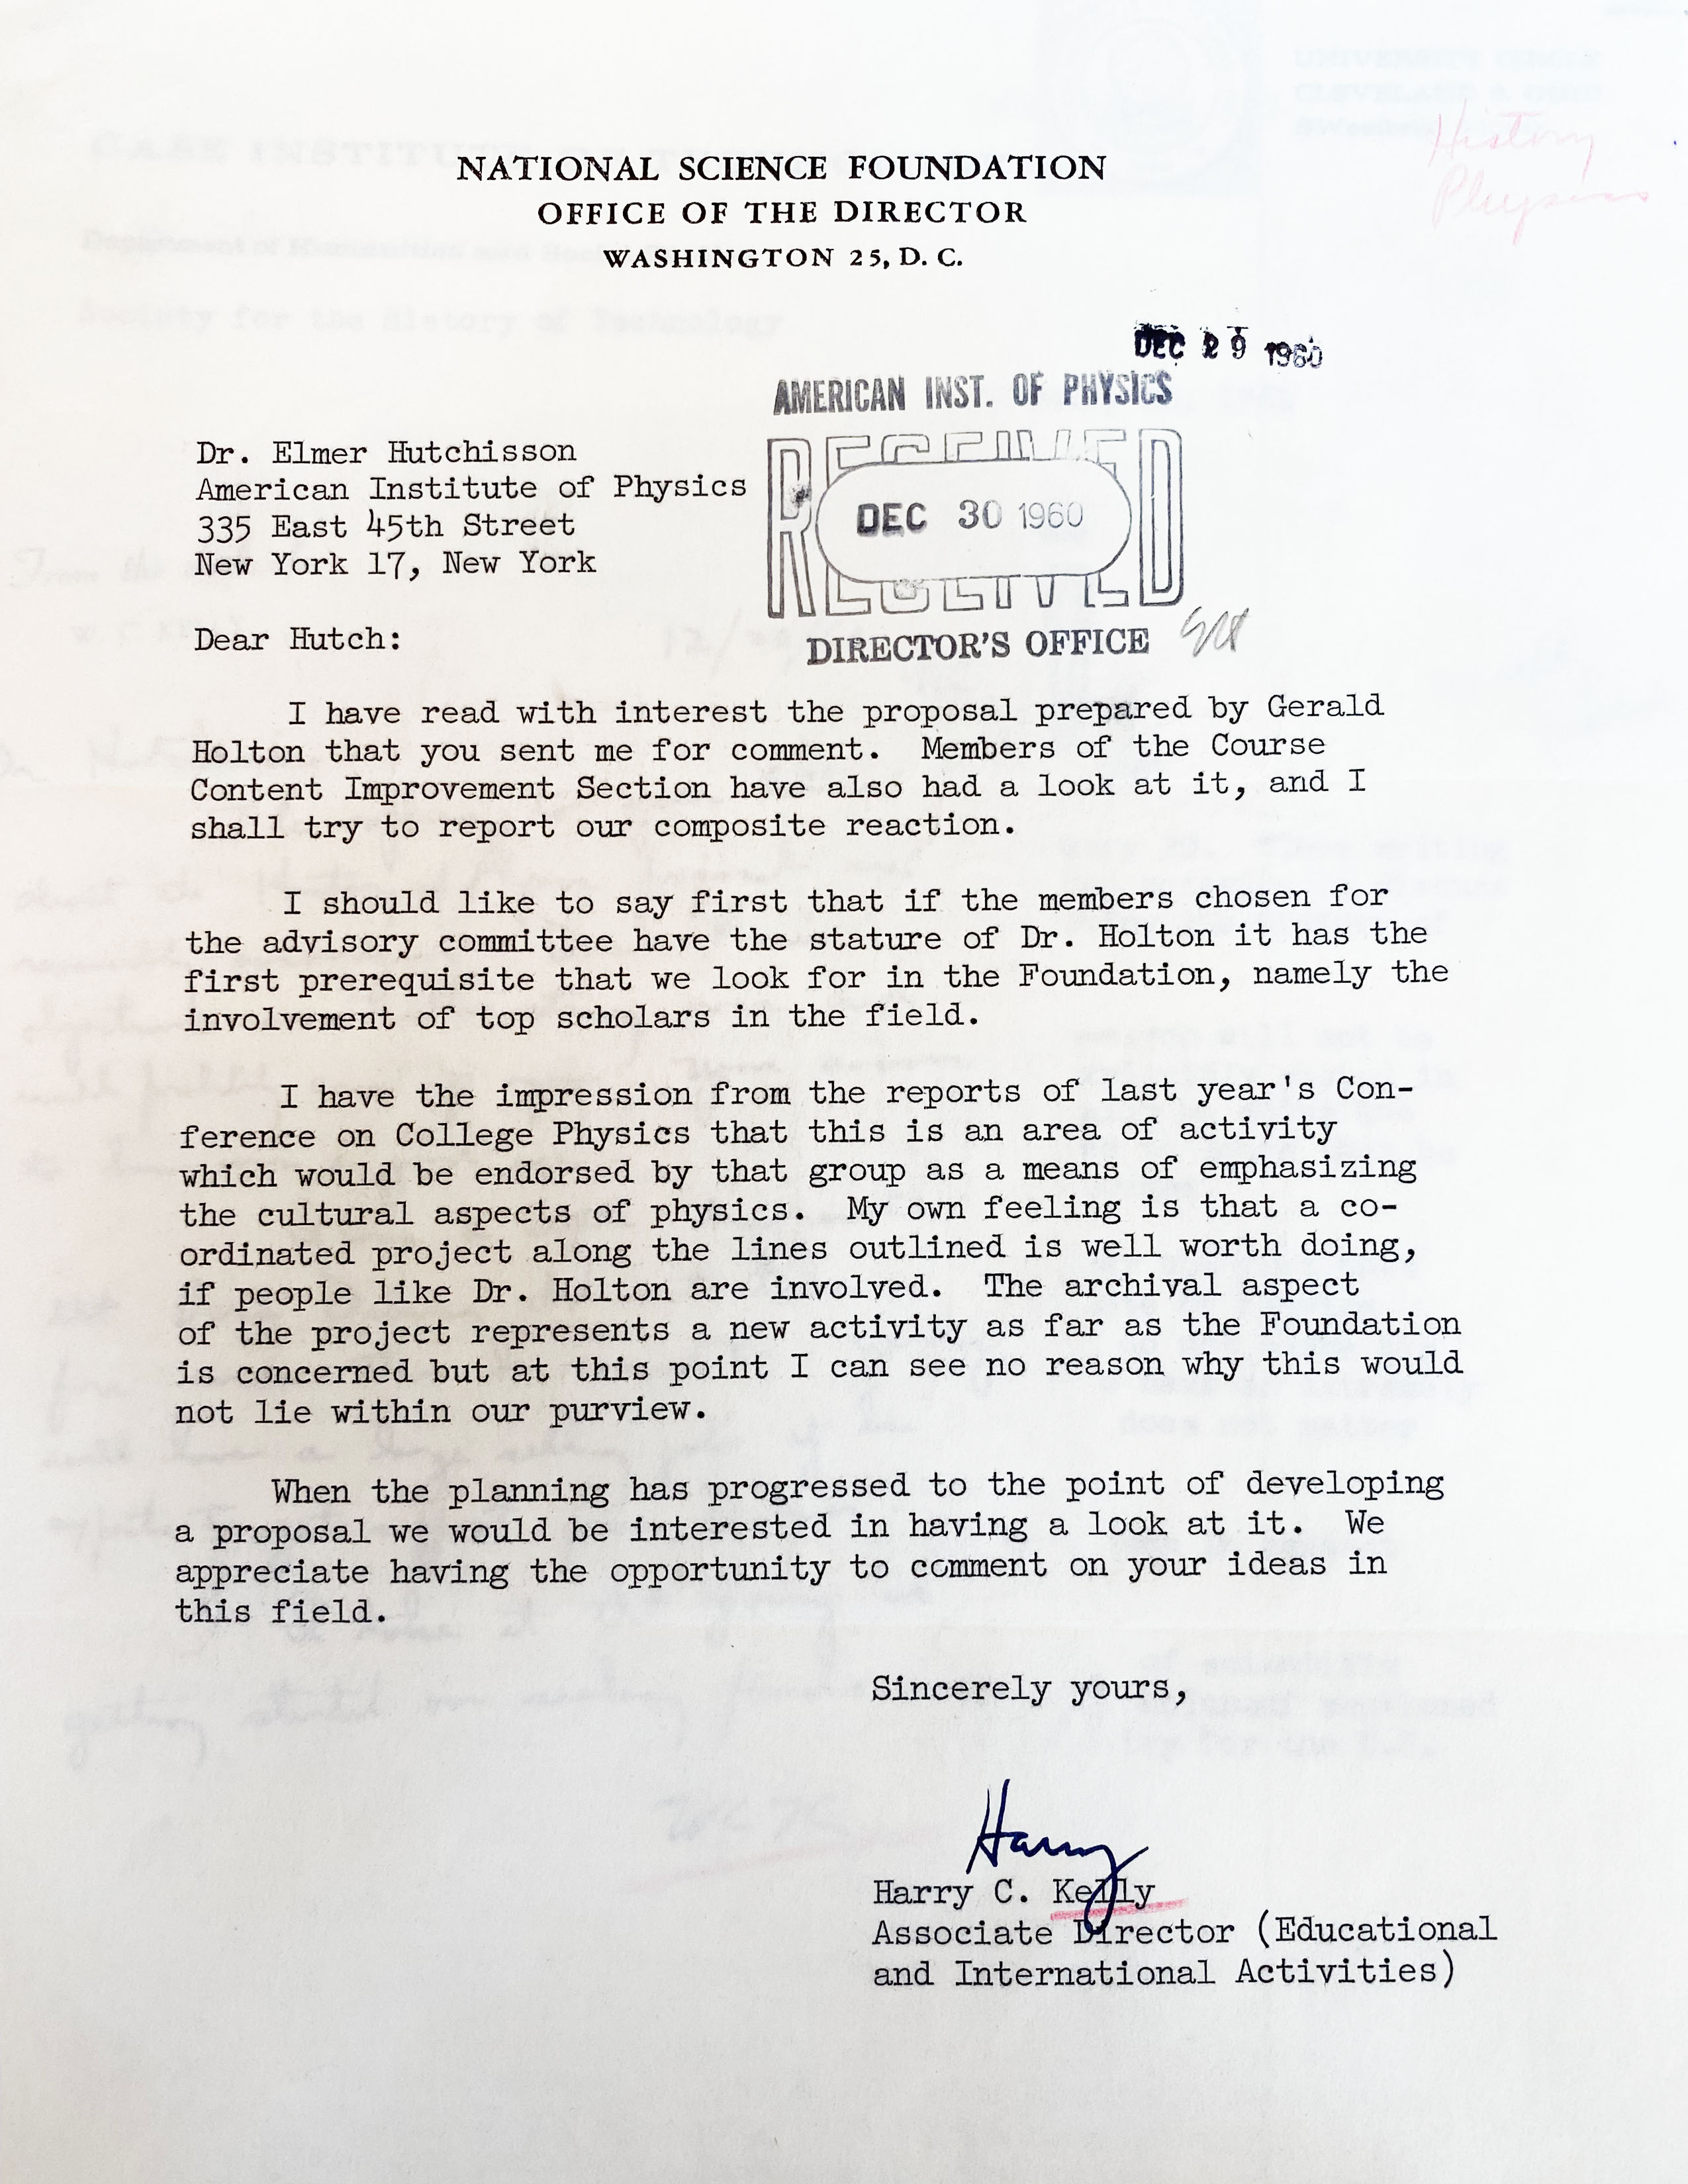 History
Physics
NATIONAL SCIENCE FOUNDATION
OFFICE OF THE DIRECTOR
WASHINGTON 25, D. C.
DEC 29 1960
AMERICAN INST. OF PHYSICS
RECEIVED
DEC 30 1960
DIRECTOR'S OFFICE
Dr. Elmer Hutchisson
American Institute of Physics
335 East 45th Street
New York 17, New York
Dear Hutch:
I have read with interest the proposal prepared by Gerald
Holton that you sent me for comment. Members of the Course
Content Improvement Section have also had a look at it, and I
shall try to report our composite reaction.
I should like to say first that if the members chosen for
the advisory committee have the stature of Dr. Holton it has the
first prerequisite that we look for in the Foundation, namely the
involvement of top scholars in the field.
I have the impression from the reports of last year's Con-
ference on College Physics that this is an area of activity
which would be endorsed by that group as a means of emphasizing
the cultural aspects of physics. My own feeling is that a co-
ordinated project along the lines outlined is well worth doing,
if people like Dr. Holton are involved. The archival aspect
of the project represents a new activity as far as the Foundation
is concerned but at this point I can see no reason why this would
not lie within our purview.
When the planning has progressed to the point of developing
a proposal we would be interested in having a look at it. We
appreciate having the opportunity to comment on your ideas in
this field.
Sincerely yours,
Harry
Harry C. Kelly
Associate Director (Educational
and International Activities)